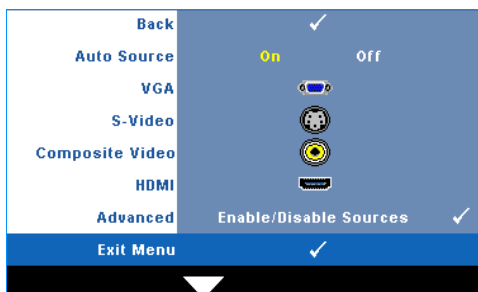 Back
Auto Source On Off
VGA
S-Video
Composite Video
HDMI
Advanced Enable/Disable Sources
Exit Menu